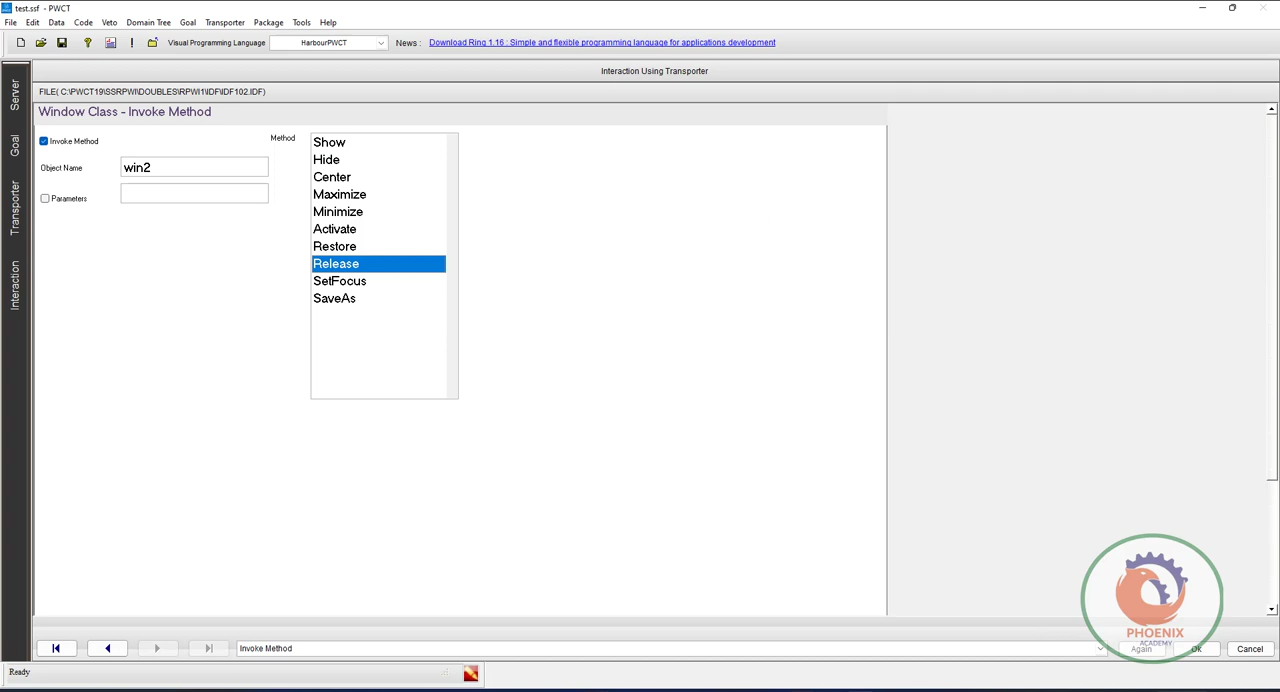 test.ssf - PWCT
File Edit Data Code Veto Domain Tree Goal Transporter Package Tools Help
Visual Programming Language HarbourPWCT News : Download Ring 1.16 : Simple and flexible programming language for applications development
Interaction Using Transporter
FILE( C:\PWCT19\SSRPWI\DOUBLES\RPWI1\IDF\IDF102.IDF)
Window Class - Invoke Method
Server
Goal
Transporter
Interaction
Invoke Method
Object Name win2
Parameters
Method
Show
Hide
Center
Maximize
Minimize
Activate
Restore
Release
SetFocus
SaveAs
PHOENIX
ACADEMY
Invoke Method
Again Ok Cancel
Ready